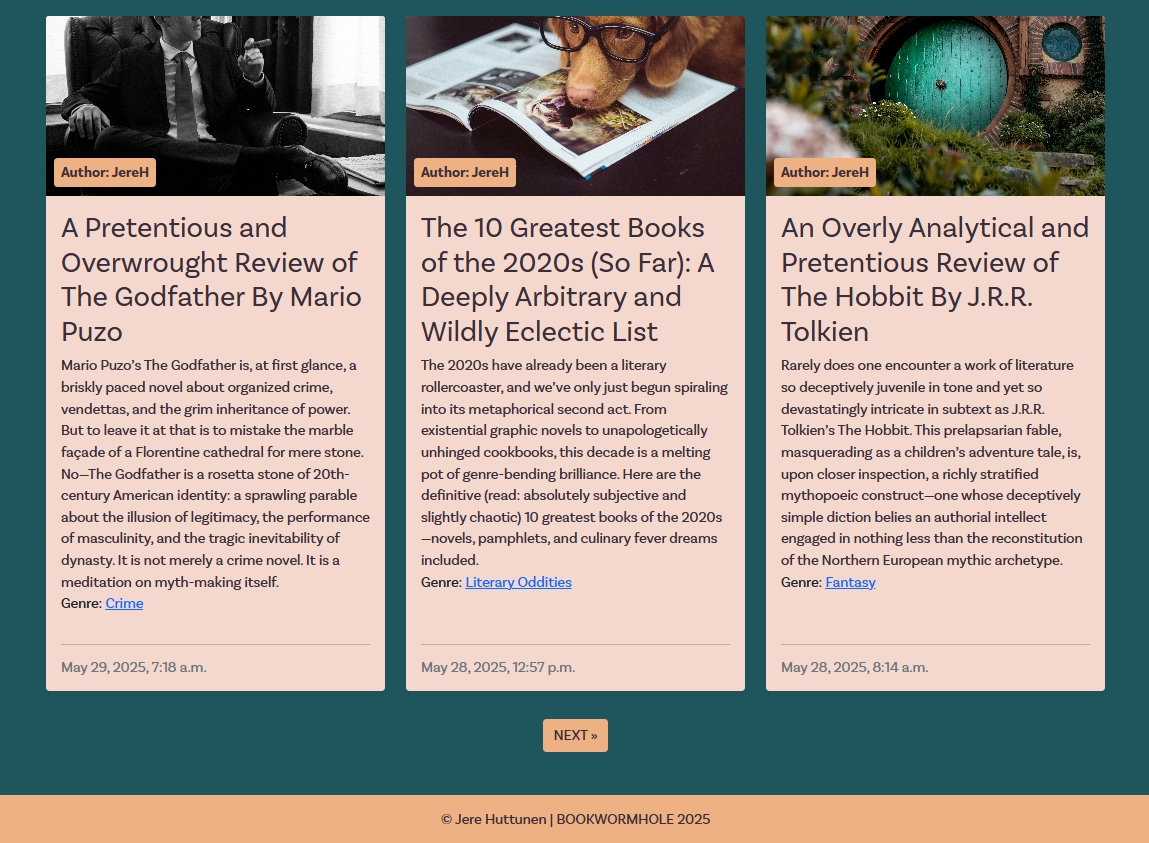 Author: JereH
A Pretentious and
Overwrought Review of
The Godfather By Mario
Puzo
Mario Puzo’s The Godfather is, at first glance, a
briskly paced novel about organized crime,
vendettas, and the grim inheritance of power.
But to leave it at that is to mistake the marble
façade of a Florentine cathedral for mere stone.
No—The Godfather is a rosetta stone of 20th-
century American identity: a sprawling parable
about the illusion of legitimacy, the performance
of masculinity, and the tragic inevitability of
dynasty. It is not merely a crime novel. It is a
meditation on myth-making itself.
Genre: Crime
May 29, 2025, 7:18 a.m.
Author: JereH
The 10 Greatest Books
of the 2020s (So Far): A
Deeply Arbitrary and
Wildly Eclectic List
The 2020s have already been a literary
rollercoaster, and we’ve only just begun spiraling
into its metaphorical second act. From
existential graphic novels to unapologetically
unhinged cookbooks, this decade is a melting
pot of genre-bending brilliance. Here are the
definitive (read: absolutely subjective and
slightly chaotic) 10 greatest books of the 2020s
—novels, pamphlets, and culinary fever dreams
included.
Genre: Literary Oddities
May 28, 2025, 12:57 p.m.
Author: JereH
An Overly Analytical and
Pretentious Review of
The Hobbit By J.R.R.
Tolkien
Rarely does one encounter a work of literature
so deceptively juvenile in tone and yet so
devastatingly intricate in subtext as J.R.R.
Tolkien’s The Hobbit. This prelapsarian fable,
masquerading as a children’s adventure tale, is,
upon closer inspection, a richly stratified
mythopoeic construct—one whose deceptively
simple diction belies an authorial intellect
engaged in nothing less than the reconstitution
of the Northern European mythic archetype.
Genre: Fantasy
May 28, 2025, 8:14 a.m.
NEXT »
© Jere Huttunen | BOOKWORMHOLE 2025